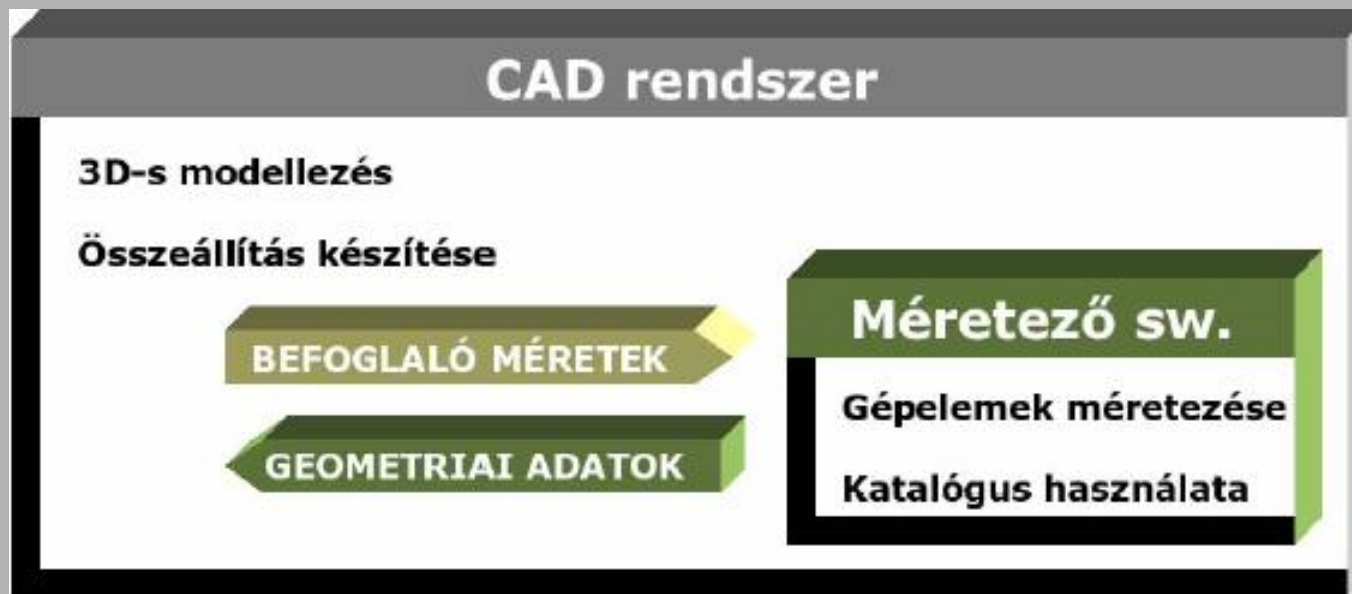 CAD rendszer
3D-s modellezés
Összeállítás készítése
BEFOGLALÓ MÉRETEK
GEOMETRIAI ADATOK
Méretező sw.
Gépelemek méretezése
Katalógus használata